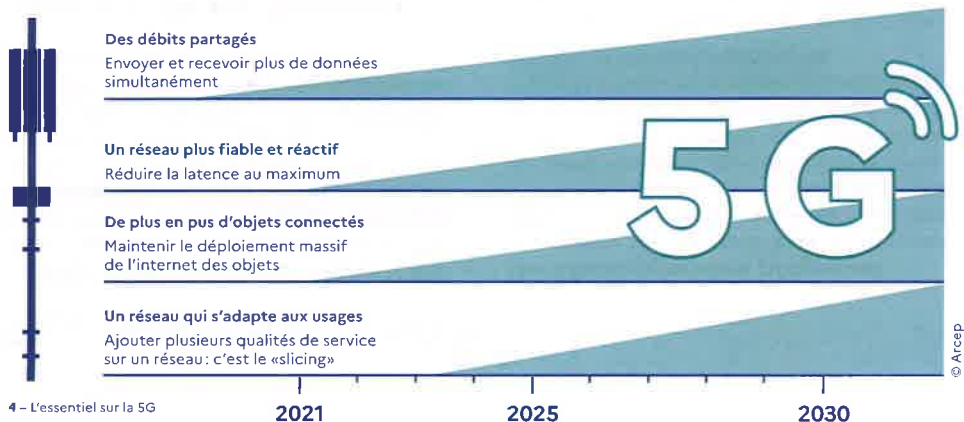 Des débits partagés
Envoyer et recevoir plus de données
simultanément
Un réseau plus fiable et réactif
Réduire la latence au maximum
De plus en pus d'objets connectés
Maintenir le déploiement massif
de l'internet des objets
Un réseau qui s'adapte aux usages
Ajouter plusieurs qualités de service
sur un réseau: c'est le «slicing»
5G
© Arcep
4 – L'essentiel sur la 5G
2021 2025 2030